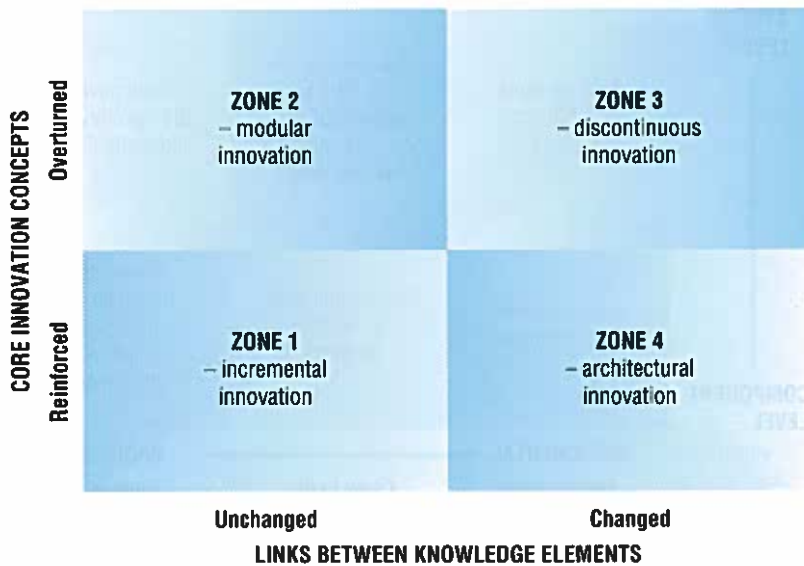 CORE INNOVATION CONCEPTS
Overturned
Reinforced
ZONE 2
– modular
innovation
ZONE 3
– discontinuous
innovation
ZONE 1
– incremental
innovation
ZONE 4
– architectural
innovation
Unchanged
Changed
LINKS BETWEEN KNOWLEDGE ELEMENTS